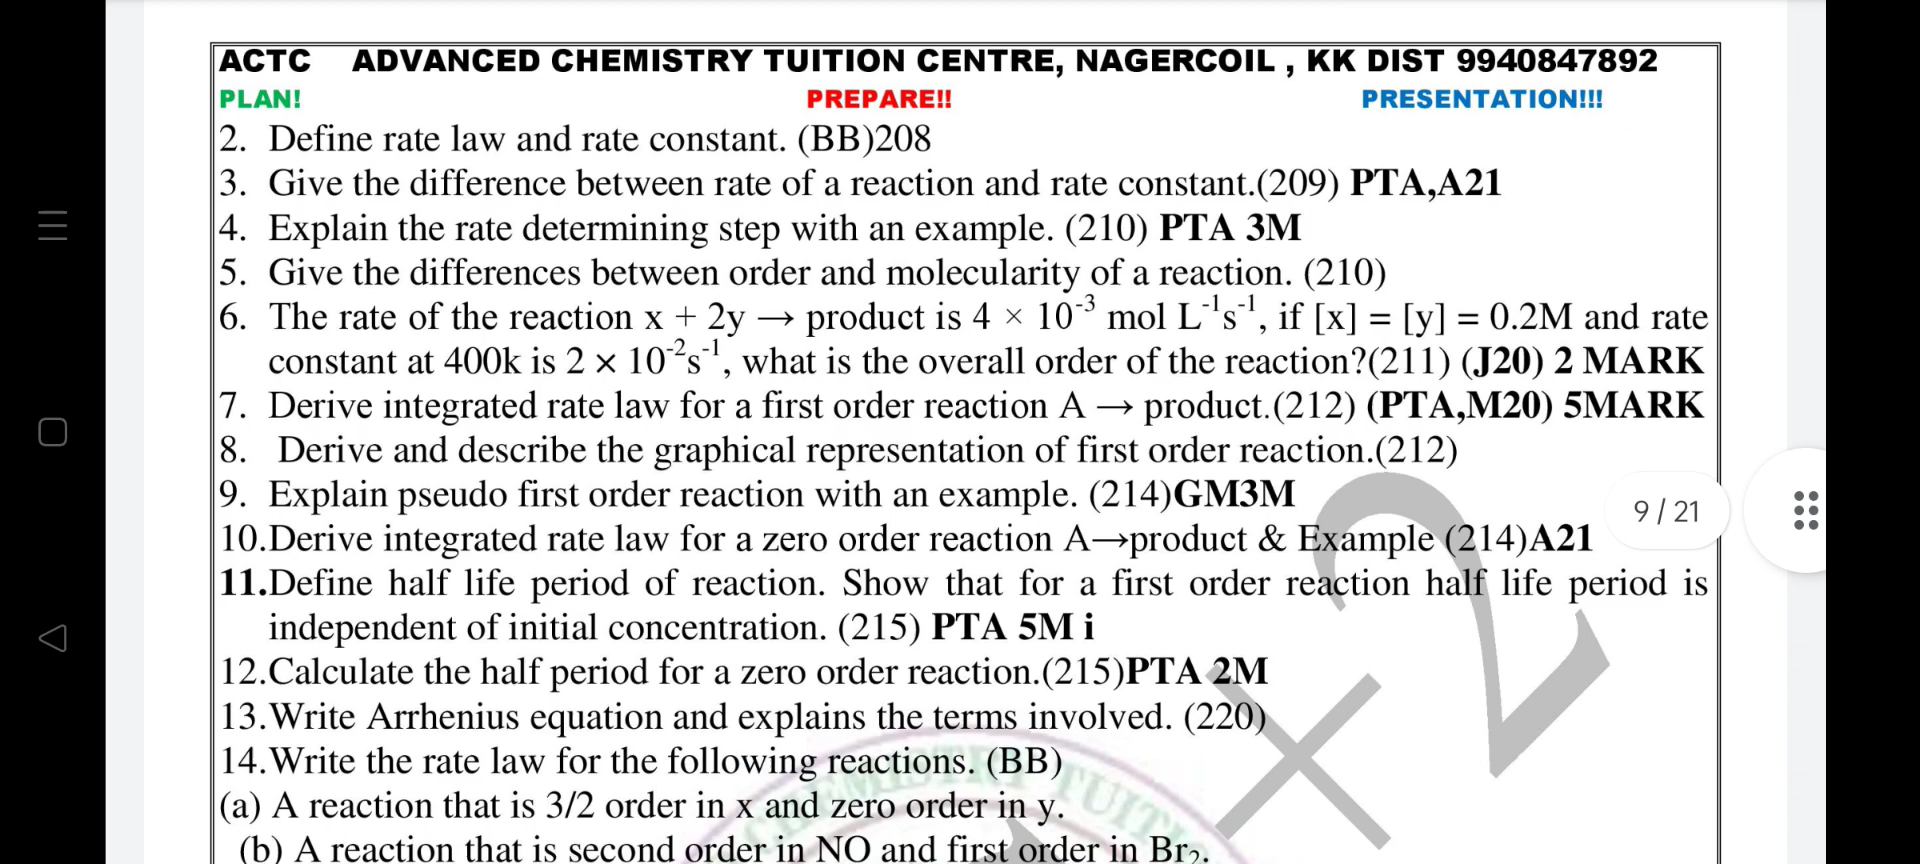 ACTC ADVANCED CHEMISTRY TUITION CENTRE, NAGERCOIL , KK DIST 9940847892
PLAN! PREPARE!! PRESENTATION!!!
2. Define rate law and rate constant. (BB)208
3. Give the difference between rate of a reaction and rate constant.(209) PTA,A21
4. Explain the rate determining step with an example. (210) PTA 3M
5. Give the differences between order and molecularity of a reaction. (210)
6. The rate of the reaction x + 2y → product is 4 × 10⁻³ mol L⁻¹s⁻¹, if [x] = [y] = 0.2M and rate
constant at 400k is 2 × 10⁻²s⁻¹, what is the overall order of the reaction?(211) (J20) 2 MARK
7. Derive integrated rate law for a first order reaction A → product.(212) (PTA,M20) 5MARK
8. Derive and describe the graphical representation of first order reaction.(212)
9. Explain pseudo first order reaction with an example. (214)GM3M
10.Derive integrated rate law for a zero order reaction A→product & Example (214)A21
11.Define half life period of reaction. Show that for a first order reaction half life period is
independent of initial concentration. (215) PTA 5M i
12.Calculate the half period for a zero order reaction.(215)PTA 2M
13.Write Arrhenius equation and explains the terms involved. (220)
14.Write the rate law for the following reactions. (BB)
(a) A reaction that is 3/2 order in x and zero order in y.
(b) A reaction that is second order in NO and first order in Br₂.
9 / 21
+2
CHEMISTRY TUIT